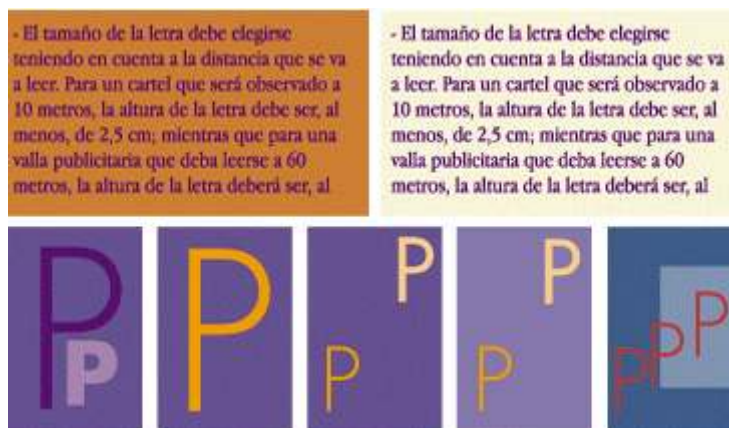 - El tamaño de la letra debe elegirse
teniendo en cuenta a la distancia que se va
a leer. Para un cartel que será observado a
10 metros, la altura de la letra debe ser, al
menos, de 2,5 cm; mientras que para una
valla publicitaria que deba leerse a 60
metros, la altura de la letra deberá ser, al
- El tamaño de la letra debe elegirse
teniendo en cuenta a la distancia que se va
a leer. Para un cartel que será observado a
10 metros, la altura de la letra debe ser, al
menos, de 2,5 cm; mientras que para una
valla publicitaria que deba leerse a 60
metros, la altura de la letra deberá ser, al
P
P
P
P
P
P
P
P
P
P